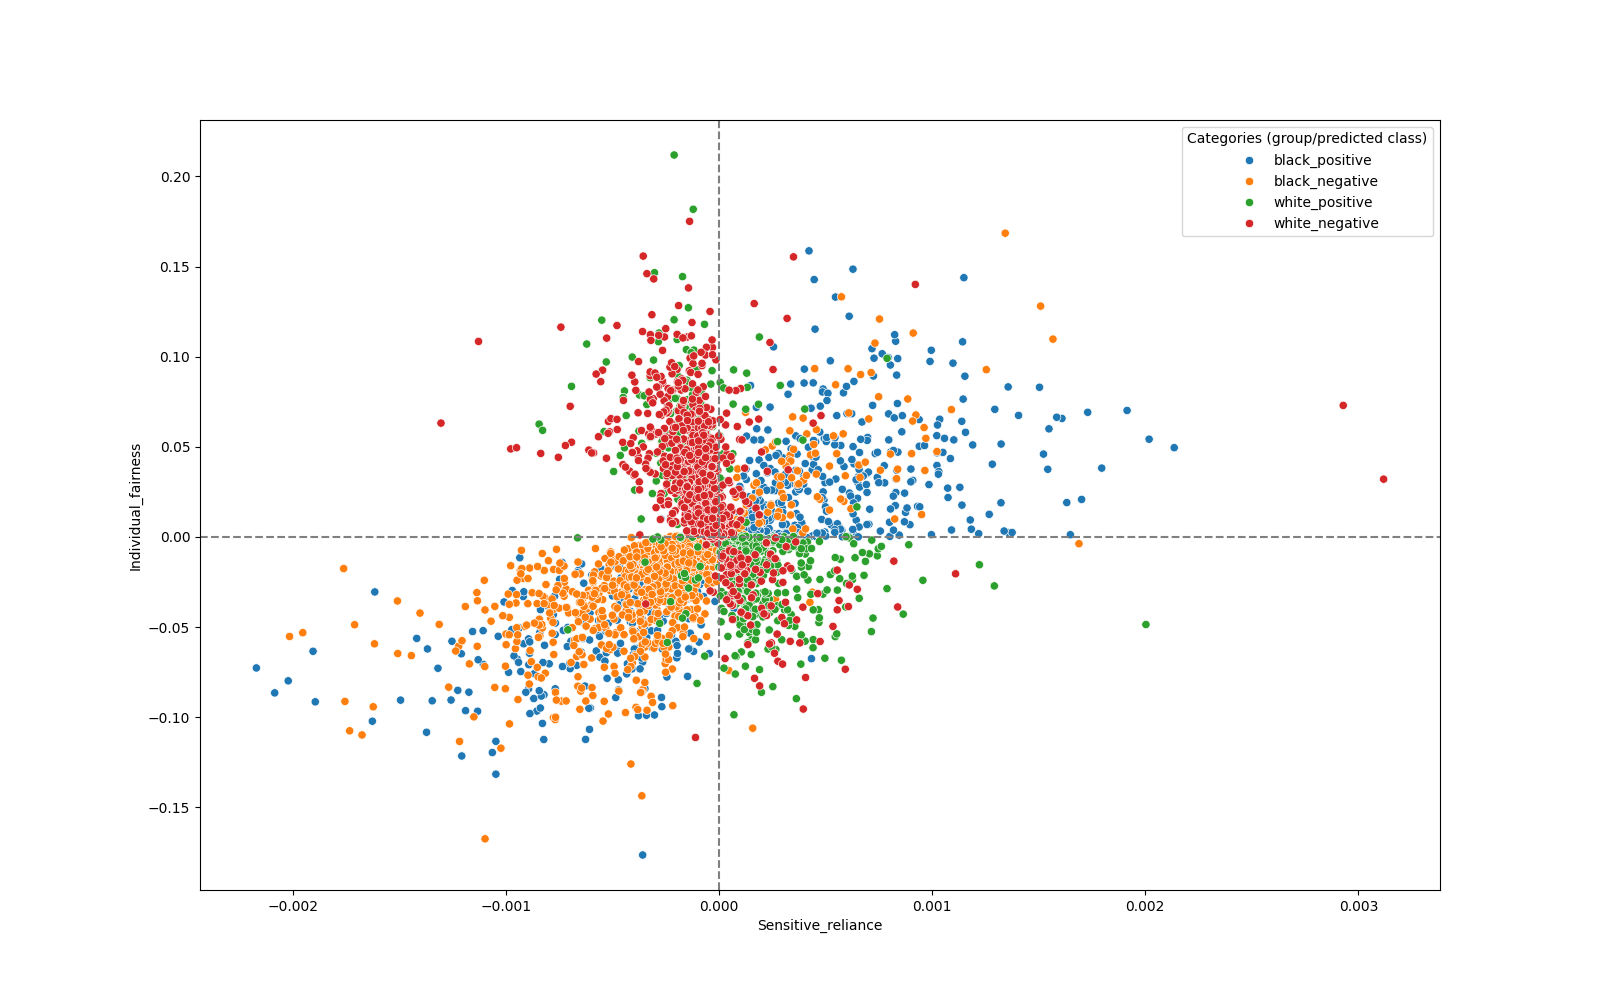 Categories (group/predicted class)
black_positive
black_negative
white_positive
white_negative
0.20
0.15
0.10
0.05
0.00
−0.05
−0.10
−0.15
Individual_fairness
−0.002
−0.001
0.000
0.001
0.002
0.003
Sensitive_reliance